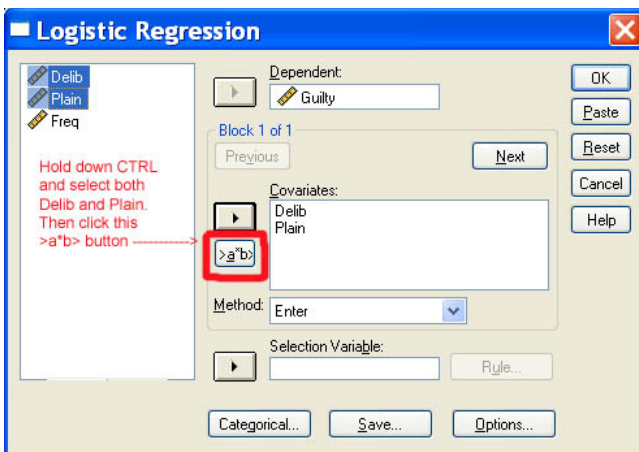 Logistic Regression
Delib
Plain
Freq
Hold down CTRL
and select both
Delib and Plain.
Then click this
>a*b> button ----------->
Dependent:
Guilty
Block 1 of 1
Previous
Next
Covariates:
Delib
Plain
>a*b>
Method:
Enter
Selection Variable:
Rule...
Categorical...
Save...
Options...
OK
Paste
Reset
Cancel
Help